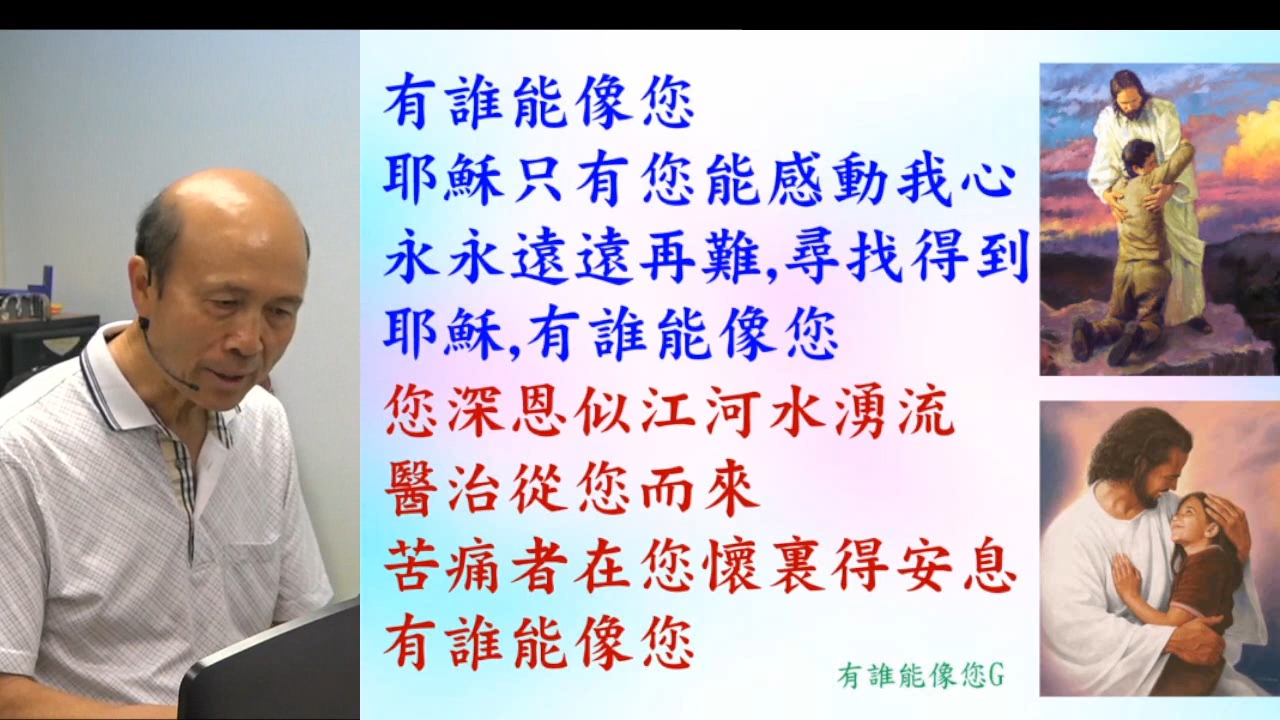 有誰能像您
耶穌只有您能感動我心
永永遠遠再難,尋找得到
耶穌,有誰能像您
您深恩似江河水湧流
醫治從您而來
苦痛者在您懷裏得安息
有誰能像您
有誰能像您G